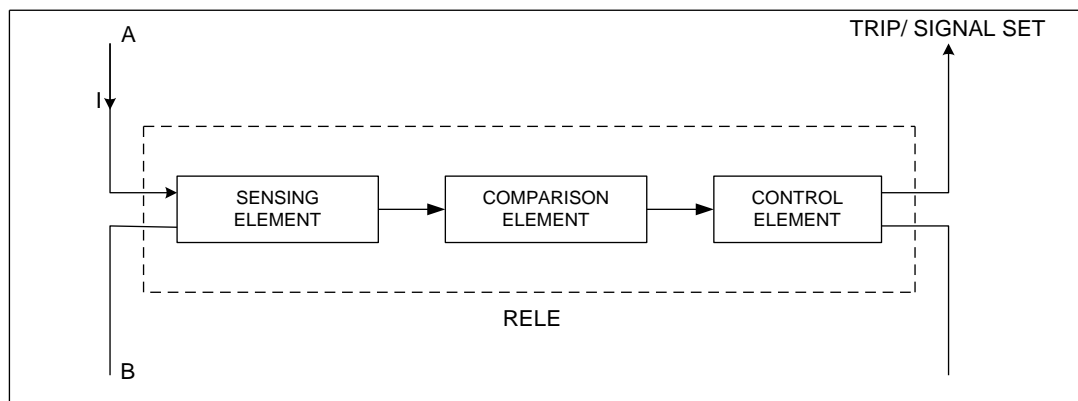 A
TRIP/ SIGNAL SET
I
SENSING
ELEMENT
COMPARISON
ELEMENT
CONTROL
ELEMENT
RELE
B